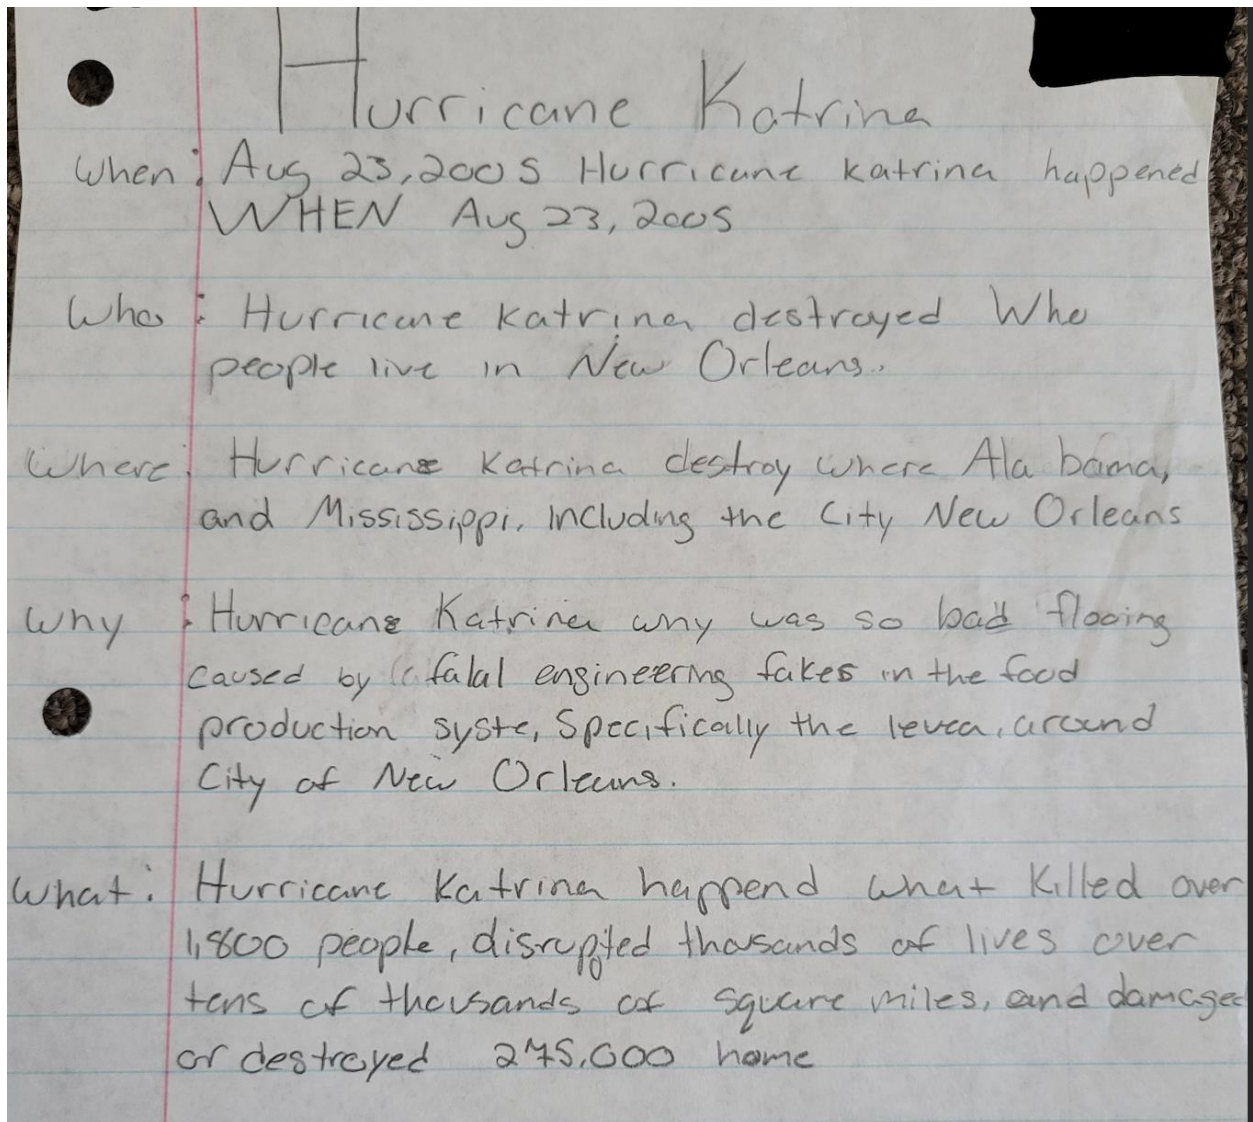 Hurricane Katrina
When: Aug 23, 2005 Hurricane Katrina happened
WHEN Aug 23, 2005
Who: Hurricane Katrina destroyed Who
people live in New Orleans.
Where: Hurricane Katrina destroy where Ala bama,
and Mississippi, Including the City New Orleans
Why: Hurricane Katrina why was so bad flooing
caused by falal engineering fakes in the food
production syste, Specifically the levea, around
City of New Orleans.
What: Hurricane Katrina happend what Killed over
1,800 people, disrupted thousands of lives over
tens of thousands of square miles, and damaged
or destroyed 275,000 home